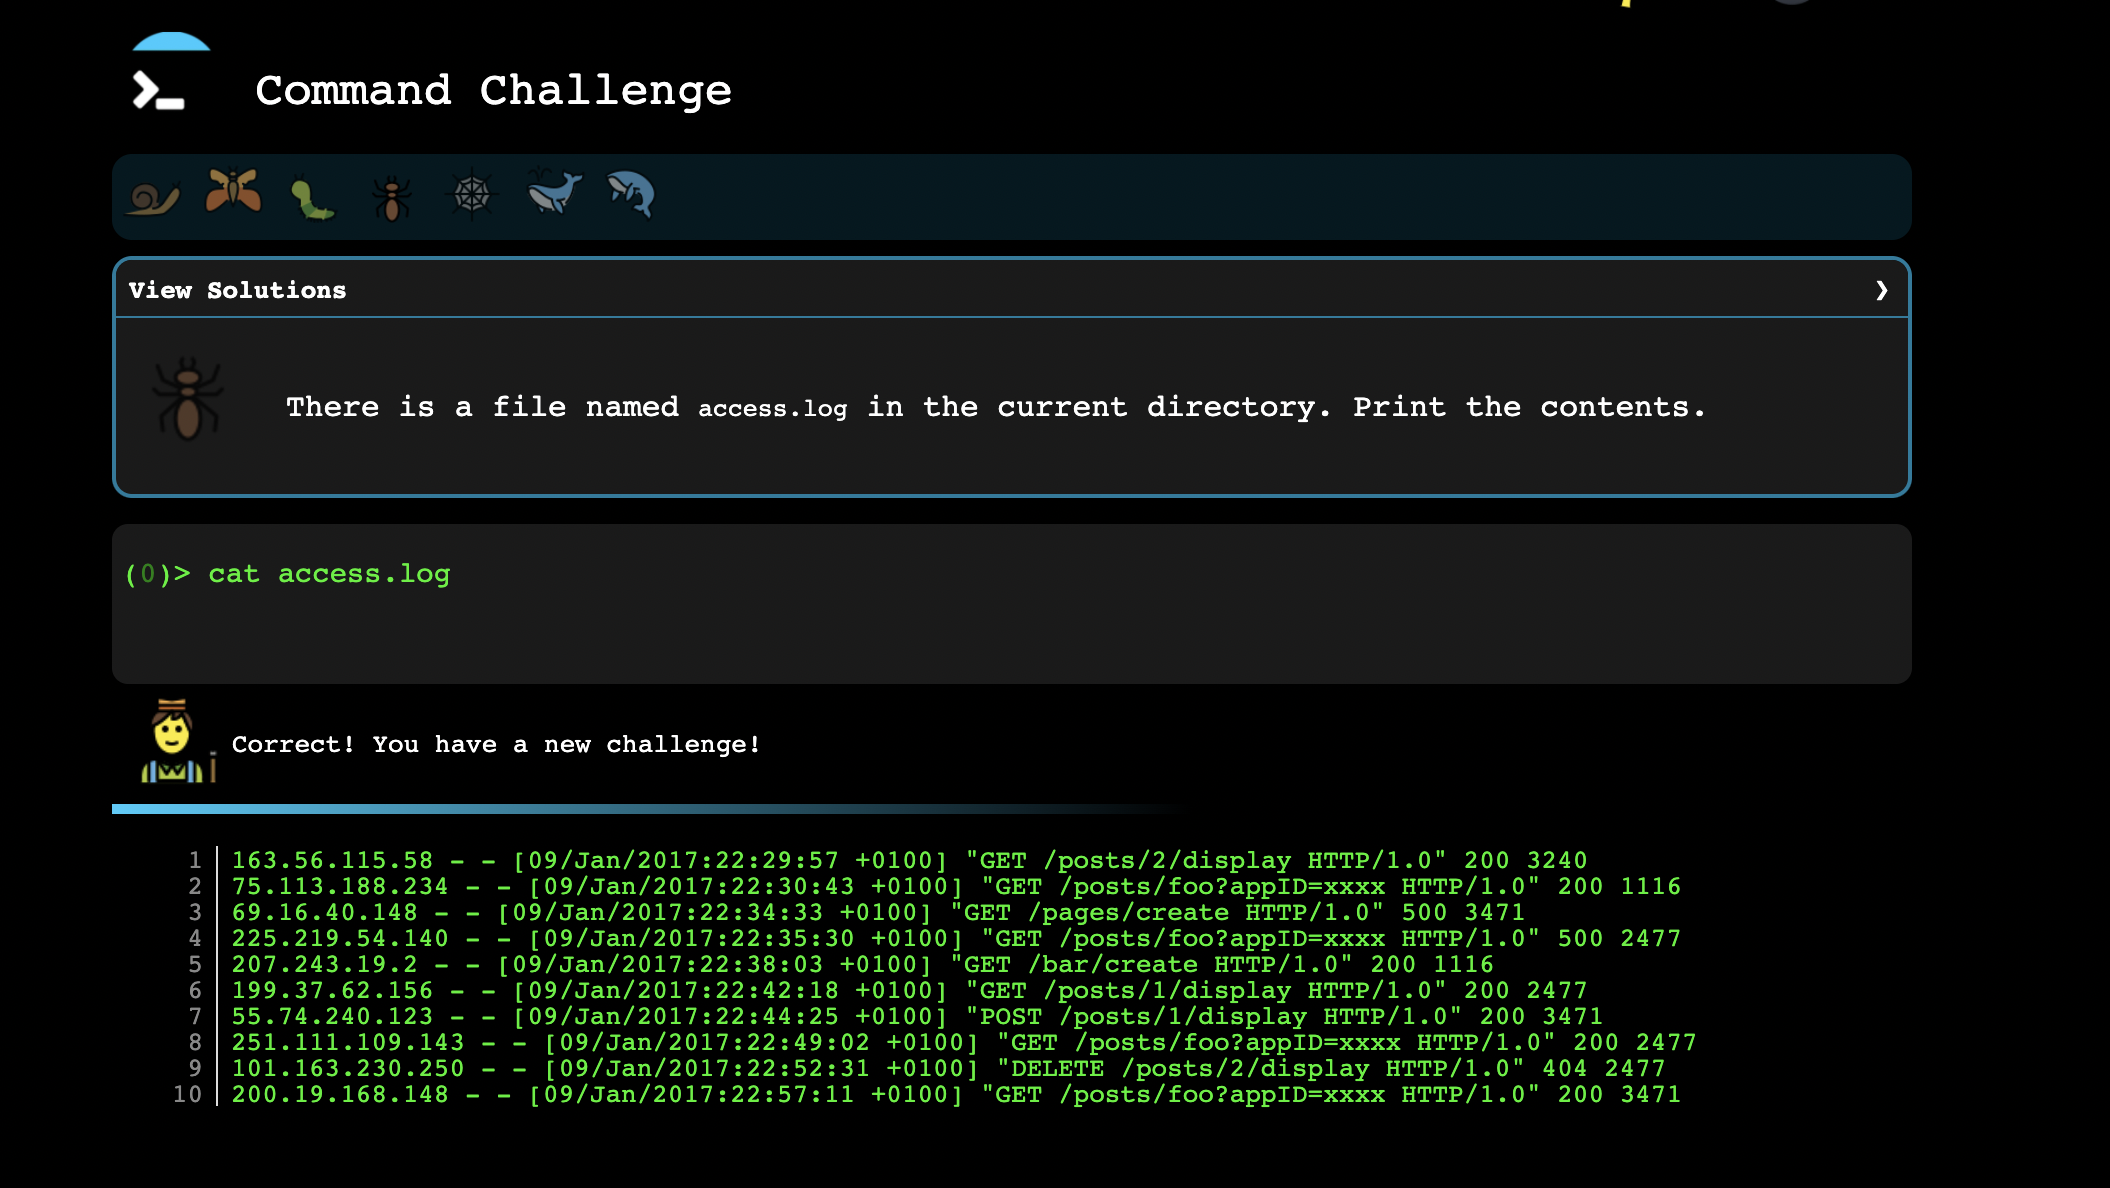 Command Challenge
View Solutions
There is a file named access.log in the current directory. Print the contents.
(0)> cat access.log
Correct! You have a new challenge!
1 163.56.115.58 - - [09/Jan/2017:22:29:57 +0100] "GET /posts/2/display HTTP/1.0" 200 3240
2 75.113.188.234 - - [09/Jan/2017:22:30:43 +0100] "GET /posts/foo?appID=xxxx HTTP/1.0" 200 1116
3 69.16.40.148 - - [09/Jan/2017:22:34:33 +0100] "GET /pages/create HTTP/1.0" 500 3471
4 225.219.54.140 - - [09/Jan/2017:22:35:30 +0100] "GET /posts/foo?appID=xxxx HTTP/1.0" 500 2477
5 207.243.19.2 - - [09/Jan/2017:22:38:03 +0100] "GET /bar/create HTTP/1.0" 200 1116
6 199.37.62.156 - - [09/Jan/2017:22:42:18 +0100] "GET /posts/1/display HTTP/1.0" 200 2477
7 55.74.240.123 - - [09/Jan/2017:22:44:25 +0100] "POST /posts/1/display HTTP/1.0" 200 3471
8 251.111.109.143 - - [09/Jan/2017:22:49:02 +0100] "GET /posts/foo?appID=xxxx HTTP/1.0" 200 2477
9 101.163.230.250 - - [09/Jan/2017:22:52:31 +0100] "DELETE /posts/2/display HTTP/1.0" 404 2477
10 200.19.168.148 - - [09/Jan/2017:22:57:11 +0100] "GET /posts/foo?appID=xxxx HTTP/1.0" 200 3471